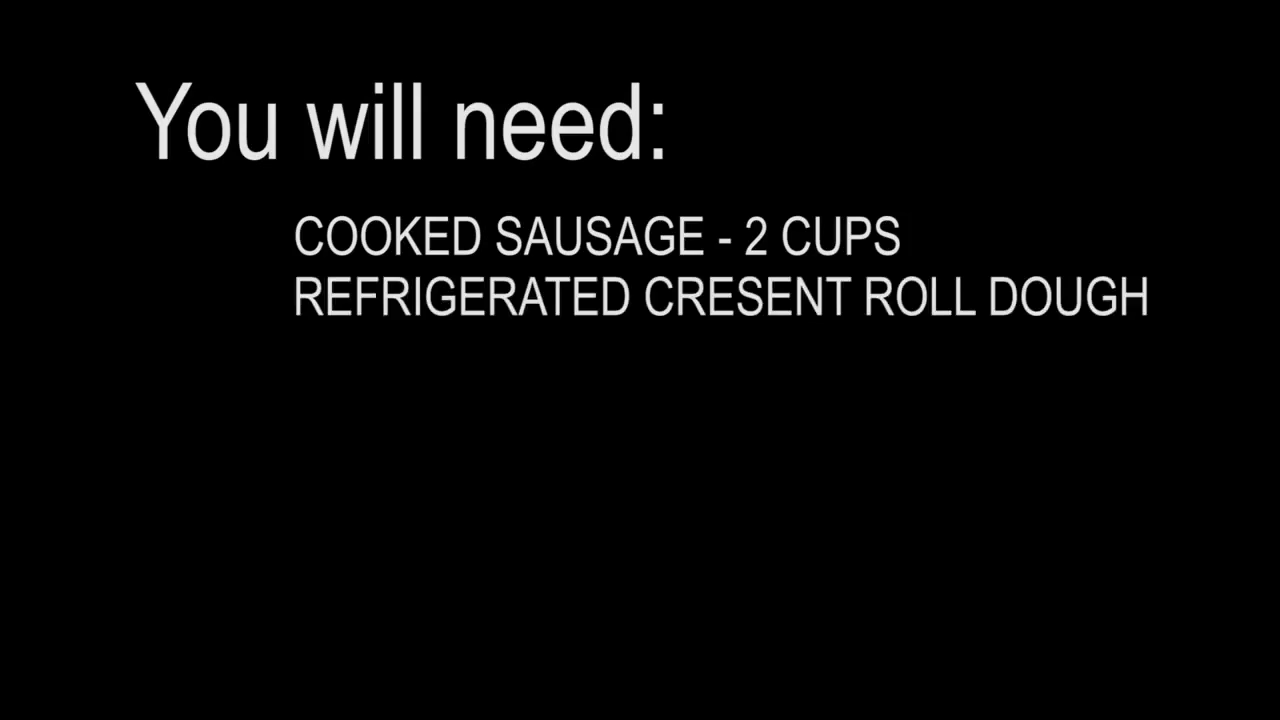 You will need:
COOKED SAUSAGE - 2 CUPS
REFRIGERATED CRESENT ROLL DOUGH